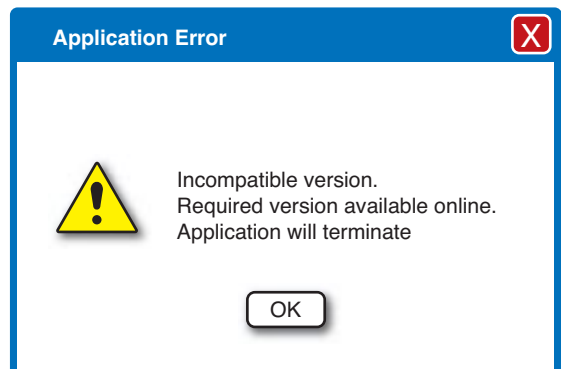 Application Error
X
Incompatible version.
Required version available online.
Application will terminate
OK